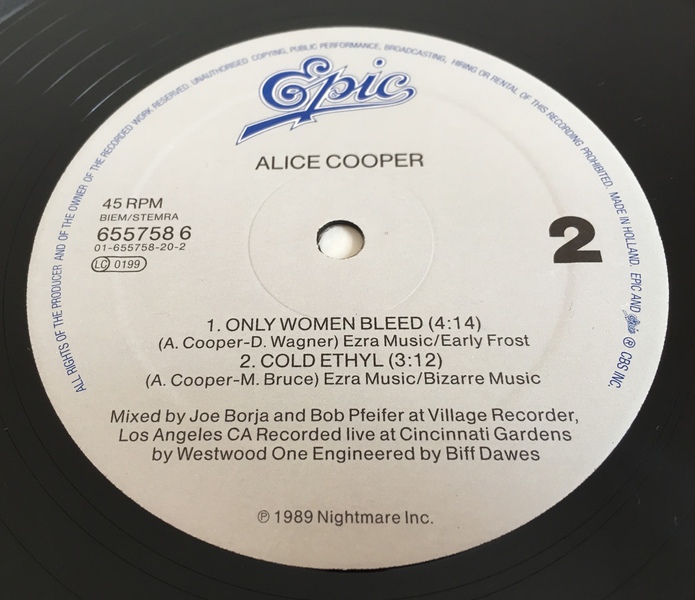 ALL RIGHTS OF THE PRODUCER AND OF THE OWNER OF THE RECORDED WORK RESERVED. UNAUTHORISED COPYING, PUBLIC PERFORMANCE, BROADCASTING, HIRING OR RENTAL OF THIS RECORDING PROHIBITED. MADE IN HOLLAND. EPIC AND Epic ® CBS INC.
Epic
ALICE COOPER
45 RPM
BIEM/STEMRA
655758 6
01-655758-20-2
LC 0199
2
1. ONLY WOMEN BLEED (4:14)
(A. Cooper-D. Wagner) Ezra Music/Early Frost
2. COLD ETHYL (3:12)
(A. Cooper-M. Bruce) Ezra Music/Bizarre Music
Mixed by Joe Borja and Bob Pfeifer at Village Recorder,
Los Angeles CA Recorded live at Cincinnati Gardens
by Westwood One Engineered by Biff Dawes
℗ 1989 Nightmare Inc.